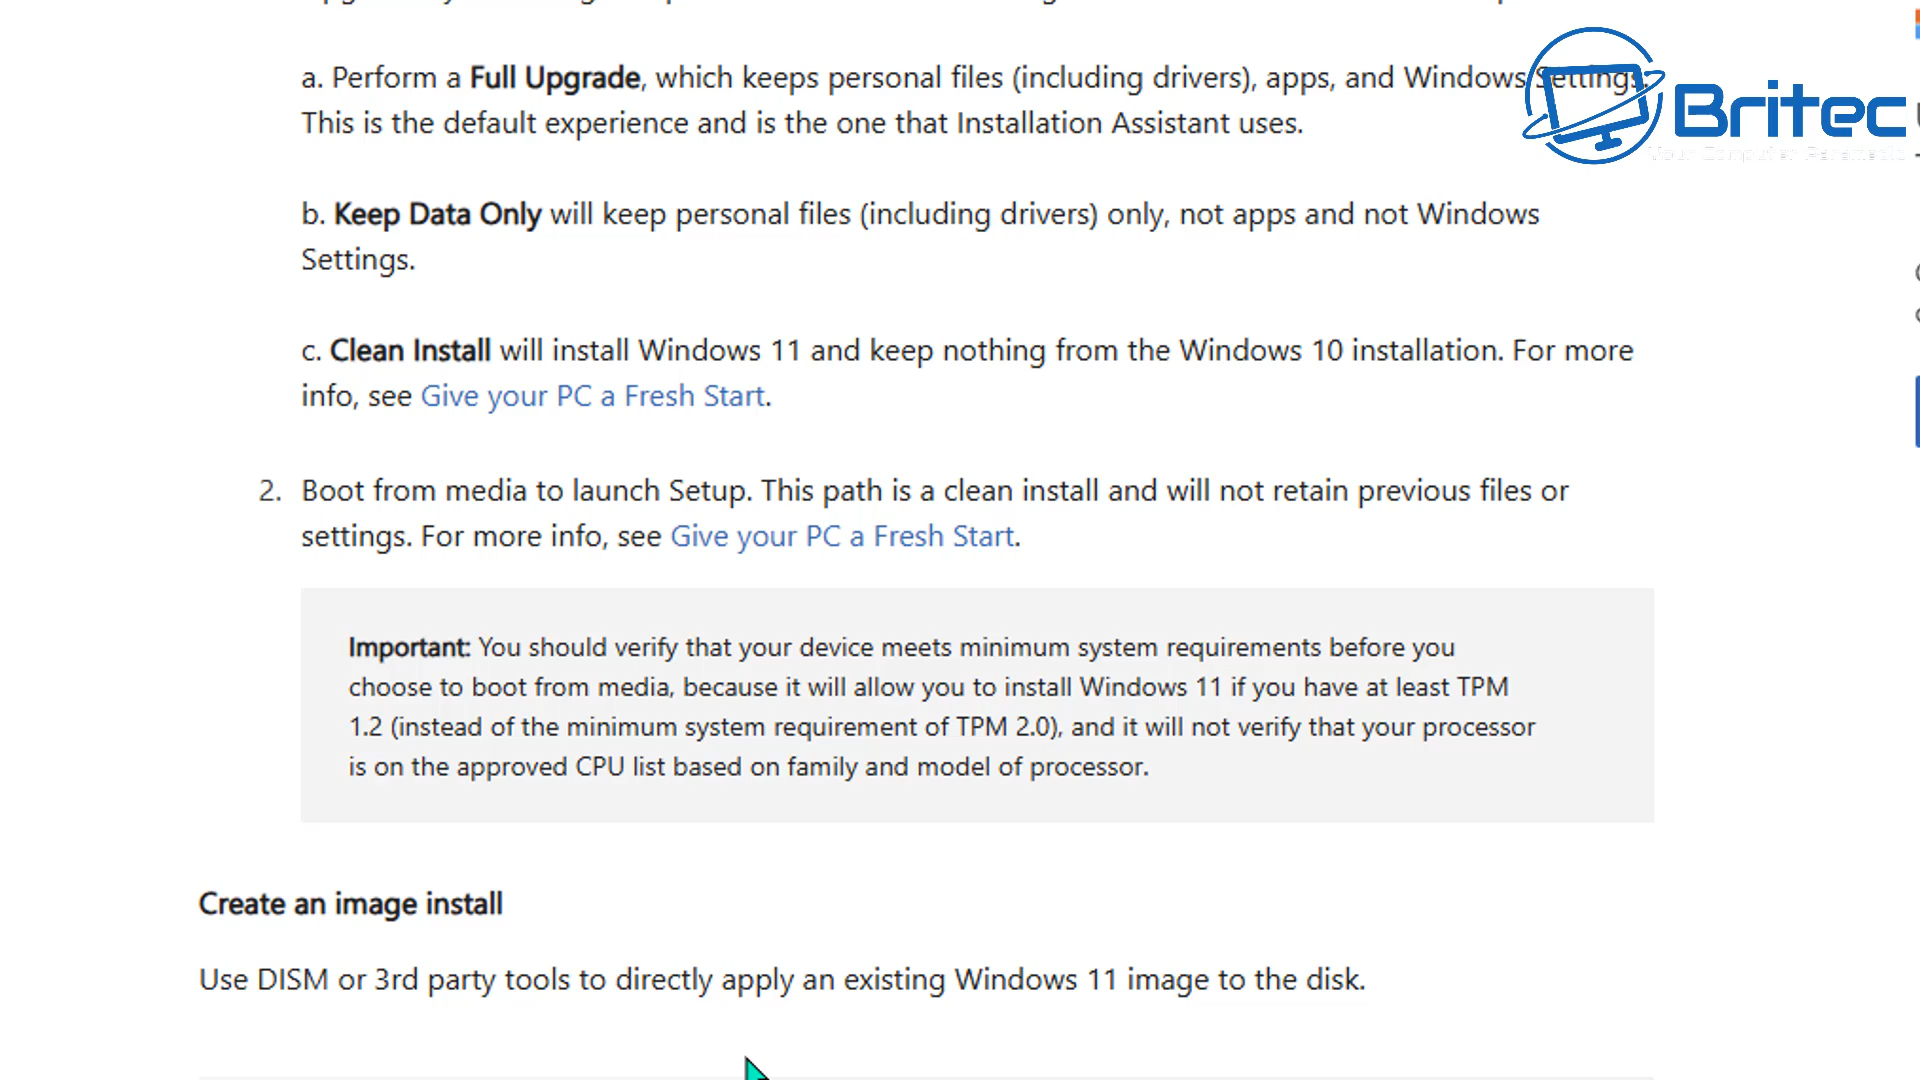 a. Perform a Full Upgrade, which keeps personal files (including drivers), apps, and Windows Settings.
This is the default experience and is the one that Installation Assistant uses.
Britec
Your Computer Paramedic
b. Keep Data Only will keep personal files (including drivers) only, not apps and not Windows
Settings.
c. Clean Install will install Windows 11 and keep nothing from the Windows 10 installation. For more
info, see Give your PC a Fresh Start.
2. Boot from media to launch Setup. This path is a clean install and will not retain previous files or
settings. For more info, see Give your PC a Fresh Start.
Important: You should verify that your device meets minimum system requirements before you
choose to boot from media, because it will allow you to install Windows 11 if you have at least TPM
1.2 (instead of the minimum system requirement of TPM 2.0), and it will not verify that your processor
is on the approved CPU list based on family and model of processor.
Create an image install
Use DISM or 3rd party tools to directly apply an existing Windows 11 image to the disk.